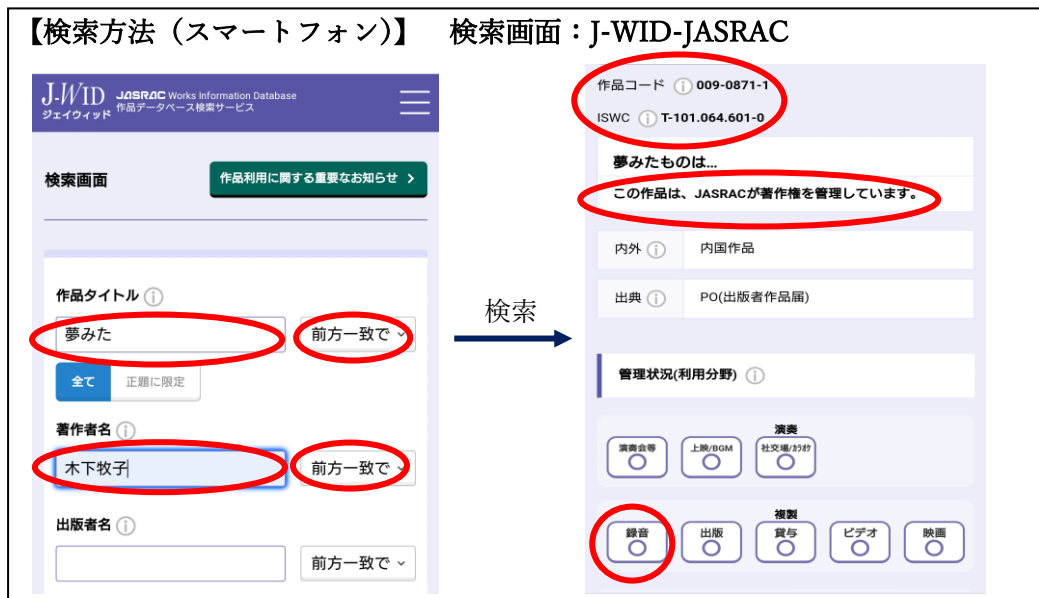 【検索方法（スマートフォン）】　検索画面：J-WID-JASRAC
J-WID JASRAC Works Information Database
ジェイウィッド 作品データベース検索サービス
検索画面
作品利用に関する重要なお知らせ
作品タイトル
夢みた 前方一致で
全て 正題に限定
著作者名
木下牧子 前方一致で
出版者名
前方一致で
検索
作品コード 009-0871-1
ISWC T-101.064.601-0
夢みたものは…
この作品は、JASRACが著作権を管理しています。
内外 内国作品
出典 PO(出版者作品届)
管理状況(利用分野)
演奏
演奏会等 上映/BGM 社交場/カラオケ
複製
録音 出版 貸与 ビデオ 映画